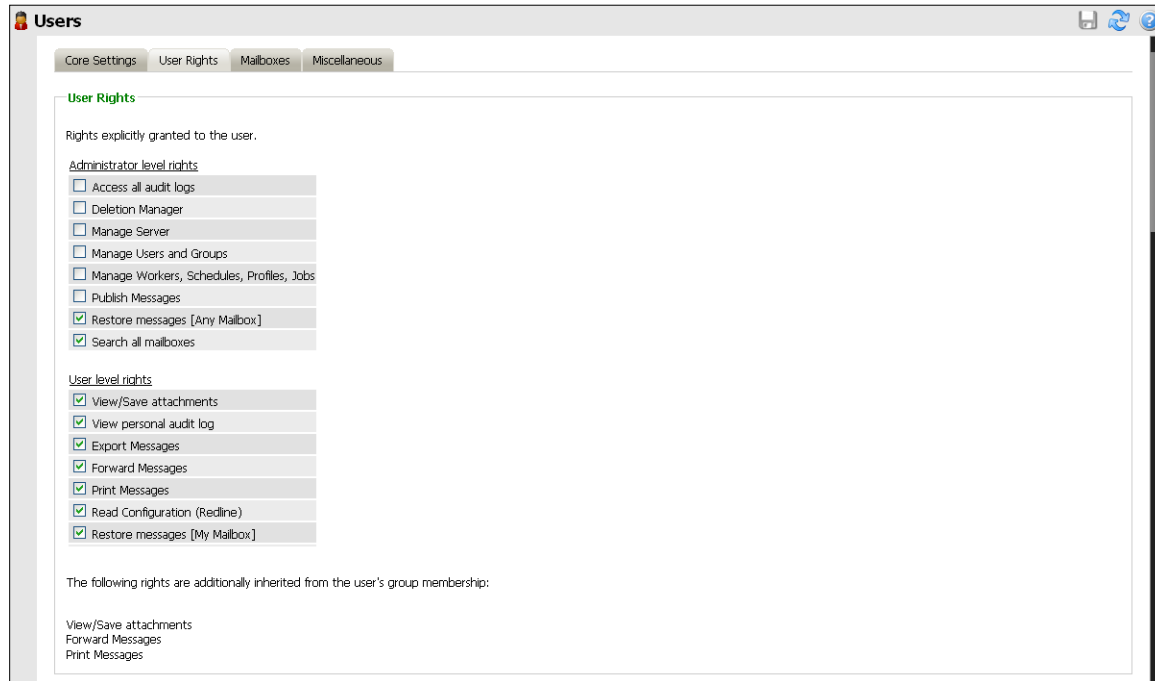 Users
Core Settings
User Rights
Mailboxes
Miscellaneous
User Rights
Rights explicitly granted to the user.
Administrator level rights
Access all audit logs
Deletion Manager
Manage Server
Manage Users and Groups
Manage Workers, Schedules, Profiles, Jobs
Publish Messages
Restore messages [Any Mailbox]
Search all mailboxes
User level rights
View/Save attachments
View personal audit log
Export Messages
Forward Messages
Print Messages
Read Configuration (Redline)
Restore messages [My Mailbox]
The following rights are additionally inherited from the user's group membership:
View/Save attachments
Forward Messages
Print Messages